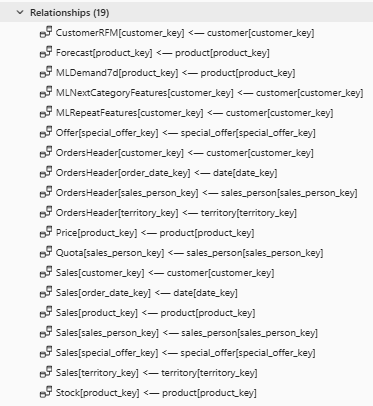 Relationships (19)
CustomerRFM[customer_key] <— customer[customer_key]
Forecast[product_key] <— product[product_key]
MLDemand7d[product_key] <— product[product_key]
MLNextCategoryFeatures[customer_key] <— customer[customer_key]
MLRepeatFeatures[customer_key] <— customer[customer_key]
Offer[special_offer_key] <— special_offer[special_offer_key]
OrdersHeader[customer_key] <— customer[customer_key]
OrdersHeader[order_date_key] <— date[date_key]
OrdersHeader[sales_person_key] <— sales_person[sales_person_key]
OrdersHeader[territory_key] <— territory[territory_key]
Price[product_key] <— product[product_key]
Quota[sales_person_key] <— sales_person[sales_person_key]
Sales[customer_key] <— customer[customer_key]
Sales[order_date_key] <— date[date_key]
Sales[product_key] <— product[product_key]
Sales[sales_person_key] <— sales_person[sales_person_key]
Sales[special_offer_key] <— special_offer[special_offer_key]
Sales[territory_key] <— territory[territory_key]
Stock[product_key] <— product[product_key]